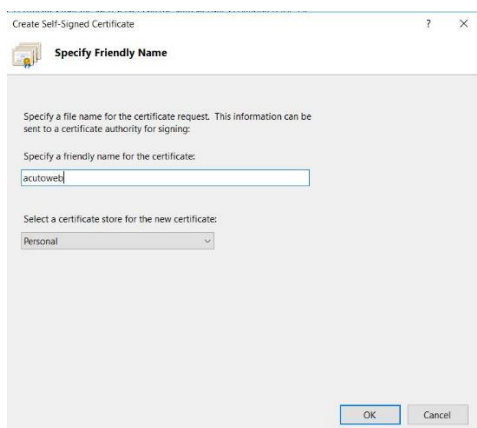 Create Self-Signed Certificate
?
Specify Friendly Name
Specify a file name for the certificate request. This information can be
sent to a certificate authority for signing:
Specify a friendly name for the certificate:
acutoweb
Select a certificate store for the new certificate:
Personal
OK
Cancel